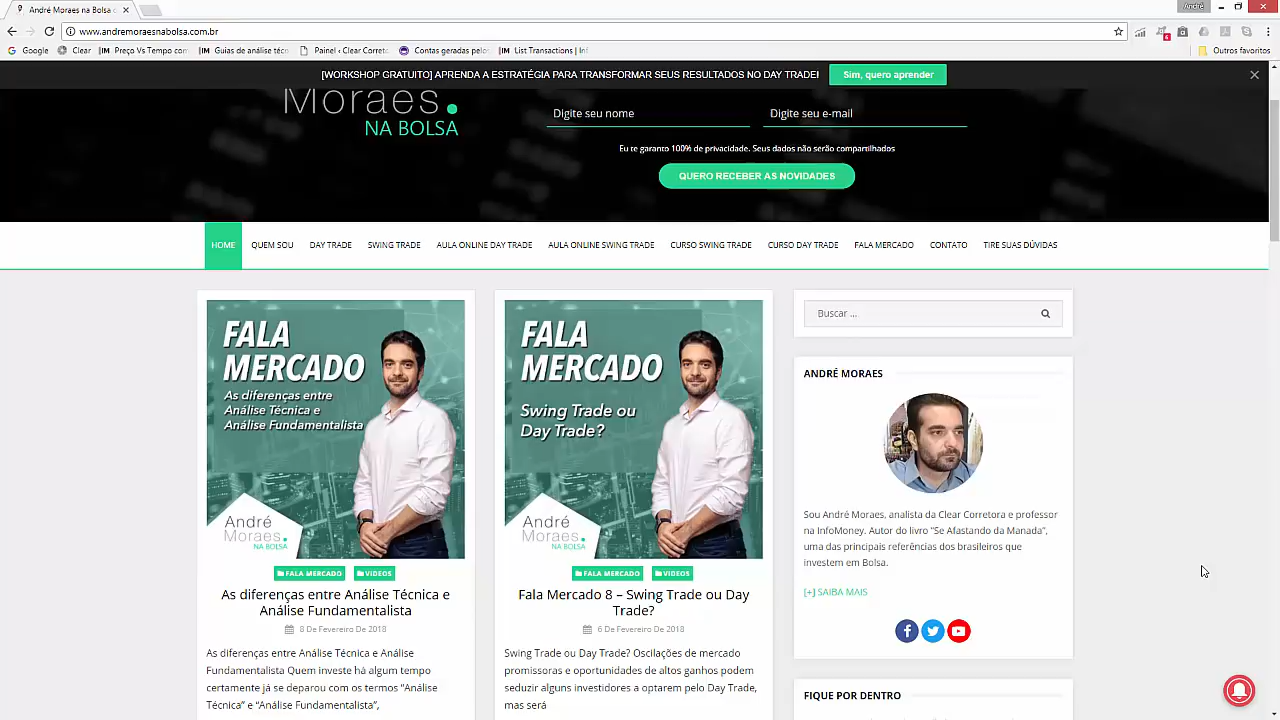 André Moraes na Bolsa d
André
www.andremoraesnabolsa.com.br
Google
Clear
Preço Vs Tempo com
Guias de análise téc
Painel ‹ Clear Corret
Contas geradas pelo
List Transactions | In
Outros favoritos
[WORKSHOP GRATUITO] APRENDA A ESTRATÉGIA PARA TRANSFORMAR SEUS RESULTADOS NO DAY TRADE!
Sim, quero aprender
Moraes.
NA BOLSA
Digite seu nome
Digite seu e-mail
Eu te garanto 100% de privacidade. Seus dados não serão compartilhados
QUERO RECEBER AS NOVIDADES
HOME QUEM SOU DAY TRADE SWING TRADE AULA ONLINE DAY TRADE AULA ONLINE SWING TRADE CURSO SWING TRADE CURSO DAY TRADE FALA MERCADO CONTATO TIRE SUAS DÚVIDAS
FALA
MERCADO
As diferenças entre
Análise Técnica e
Análise Fundamentalista
André
Moraes.
NA BOLSA
FALA MERCADO
VIDEOS
As diferenças entre Análise Técnica e
Análise Fundamentalista
8 De Fevereiro De 2018
As diferenças entre Análise Técnica e Análise
Fundamentalista Quem investe há algum tempo
certamente já se deparou com os termos “Análise
Técnica” e “Análise Fundamentalista”,
FALA
MERCADO
Swing Trade ou
Day Trade?
André
Moraes.
NA BOLSA
FALA MERCADO
VIDEOS
Fala Mercado 8 – Swing Trade ou Day
Trade?
6 De Fevereiro De 2018
Swing Trade ou Day Trade? Oscilações de mercado
promissoras e oportunidades de altos ganhos podem
seduzir alguns investidores a optarem pelo Day Trade,
mas será
Buscar ...
ANDRÉ MORAES
Sou André Moraes, analista da Clear Corretora e professor
na InfoMoney. Autor do livro “Se Afastando da Manada”,
uma das principais referências dos brasileiros que
investem em Bolsa.
[+] SAIBA MAIS
FIQUE POR DENTRO